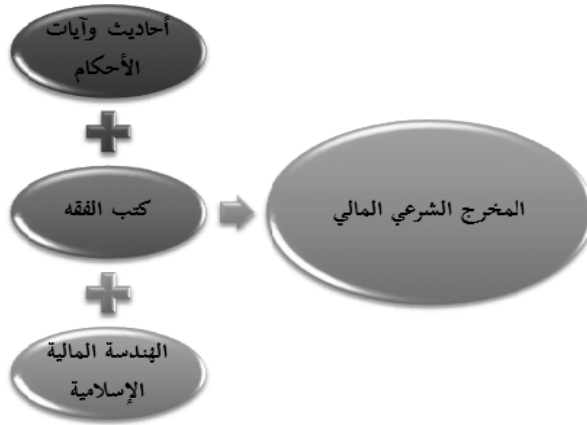 أحاديث وآيات
الأحكام
كتب الفقه
المخرج الشرعي المالي
الهندسة المالية
الإسلامية